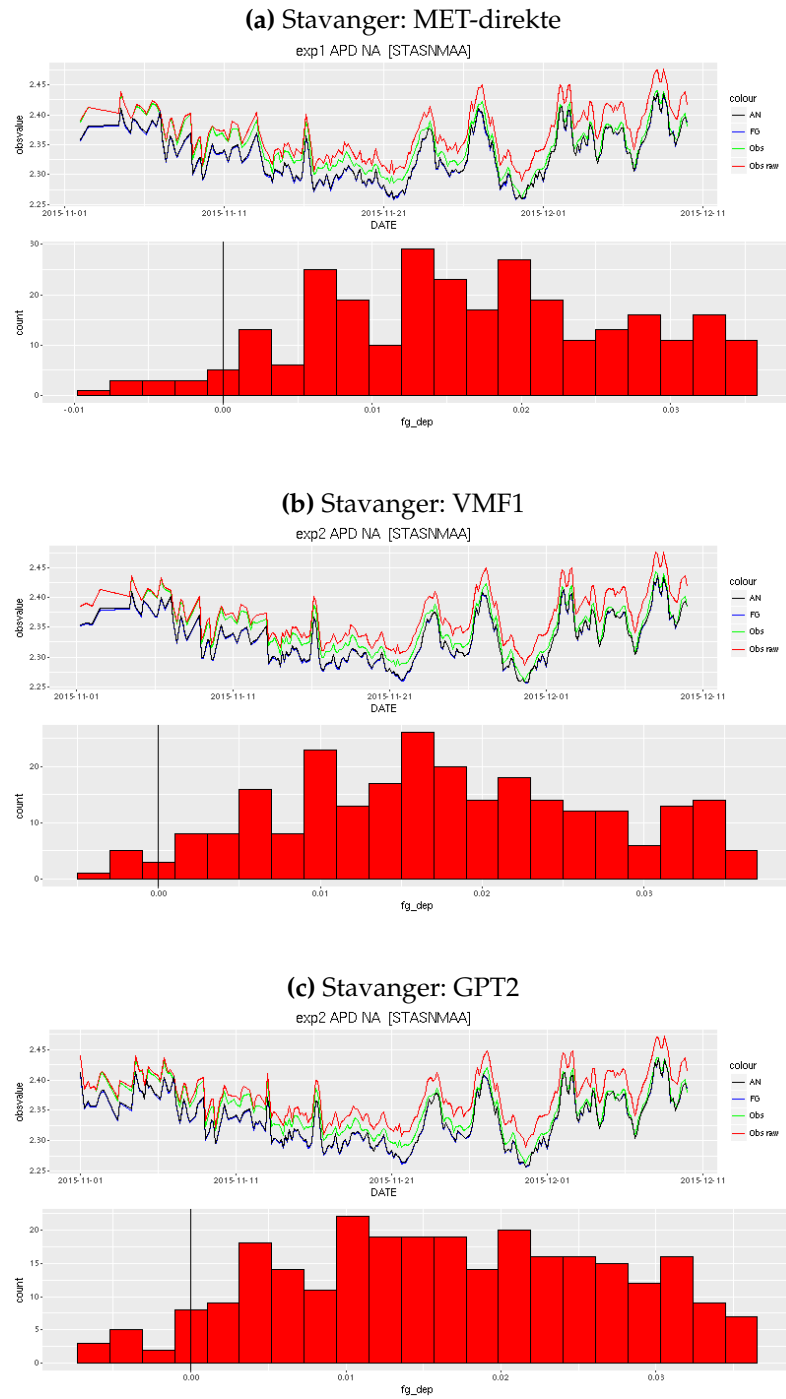 (a) Stavanger: MET-direkte
exp1 APD NA [STASNMAA]
obsvalue
2.45
2.40
2.35
2.30
2.25
2015-11-01 2015-11-11 2015-11-21 2015-12-01 2015-12-11
DATE
colour
AN
FG
Obs
Obs raw
count
30
20
10
0
-0.01 0.00 0.01 0.02 0.03
fg_dep
(b) Stavanger: VMF1
exp2 APD NA [STASNMAA]
obsvalue
2.45
2.40
2.35
2.30
2.25
2015-11-01 2015-11-11 2015-11-21 2015-12-01 2015-12-11
DATE
colour
AN
FG
Obs
Obs raw
count
20
10
0
0.00 0.01 0.02 0.03
fg_dep
(c) Stavanger: GPT2
exp2 APD NA [STASNMAA]
obsvalue
2.45
2.40
2.35
2.30
2.25
2015-11-01 2015-11-11 2015-11-21 2015-12-01 2015-12-11
DATE
colour
AN
FG
Obs
Obs raw
count
20
15
10
5
0
0.00 0.01 0.02 0.03
fg_dep